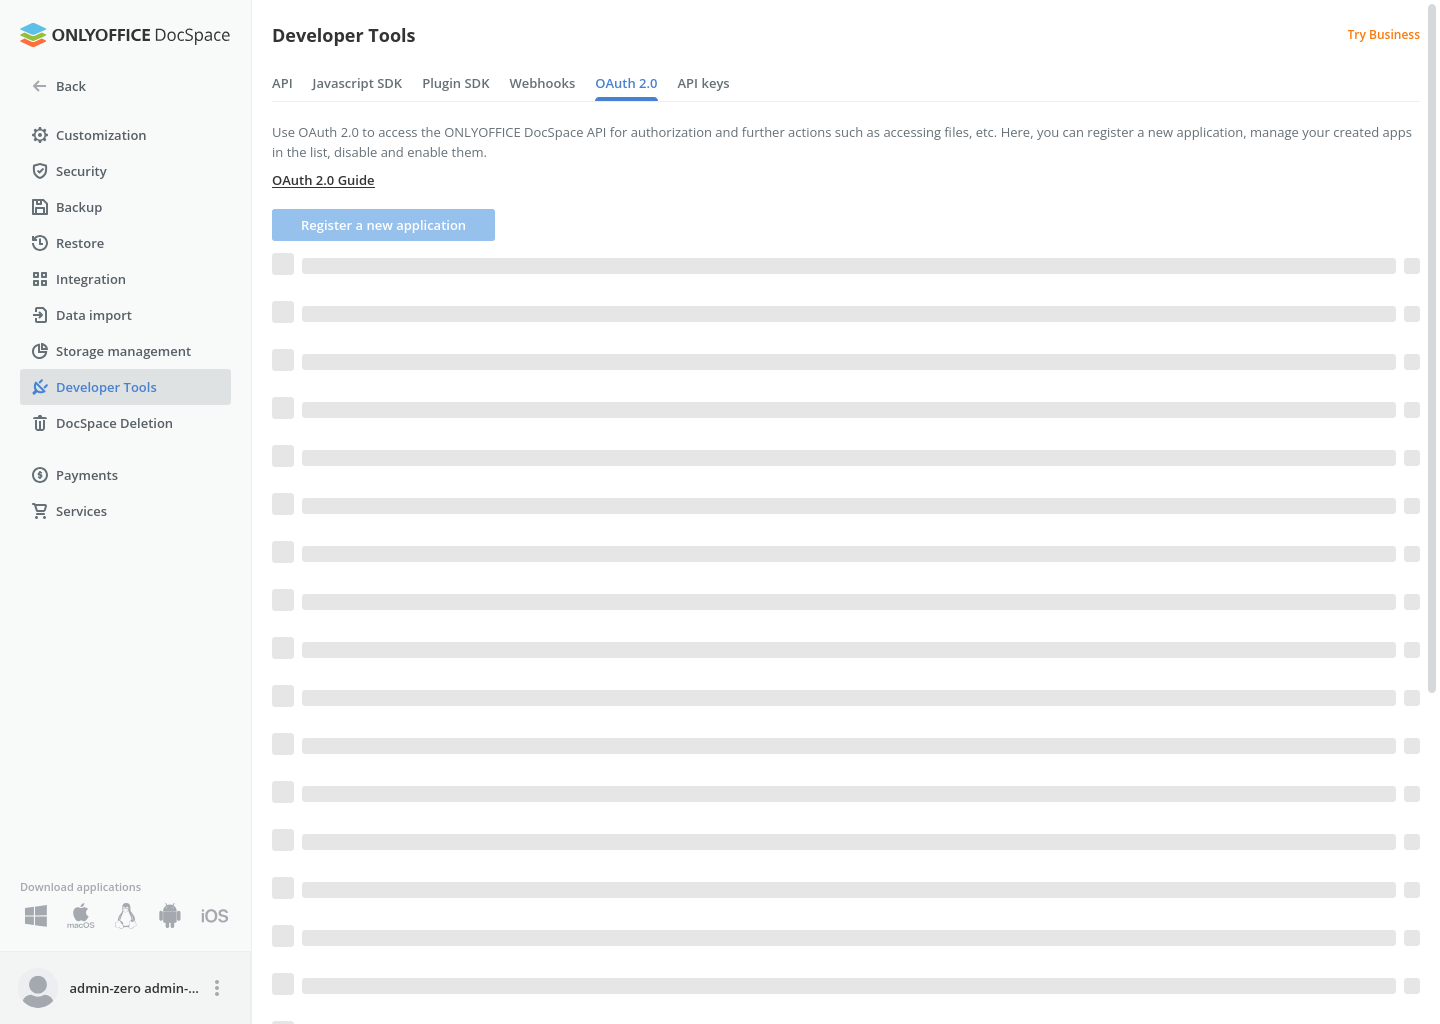 ONLYOFFICE DocSpace
Back
Customization
Security
Backup
Restore
Integration
Data import
Storage management
Developer Tools
DocSpace Deletion
Payments
Services
Download applications
macOS
iOS
admin-zero admin-...
Developer Tools
Try Business
API
Javascript SDK
Plugin SDK
Webhooks
OAuth 2.0
API keys
Use OAuth 2.0 to access the ONLYOFFICE DocSpace API for authorization and further actions such as accessing files, etc. Here, you can register a new application, manage your created apps
in the list, disable and enable them.
OAuth 2.0 Guide
Register a new application